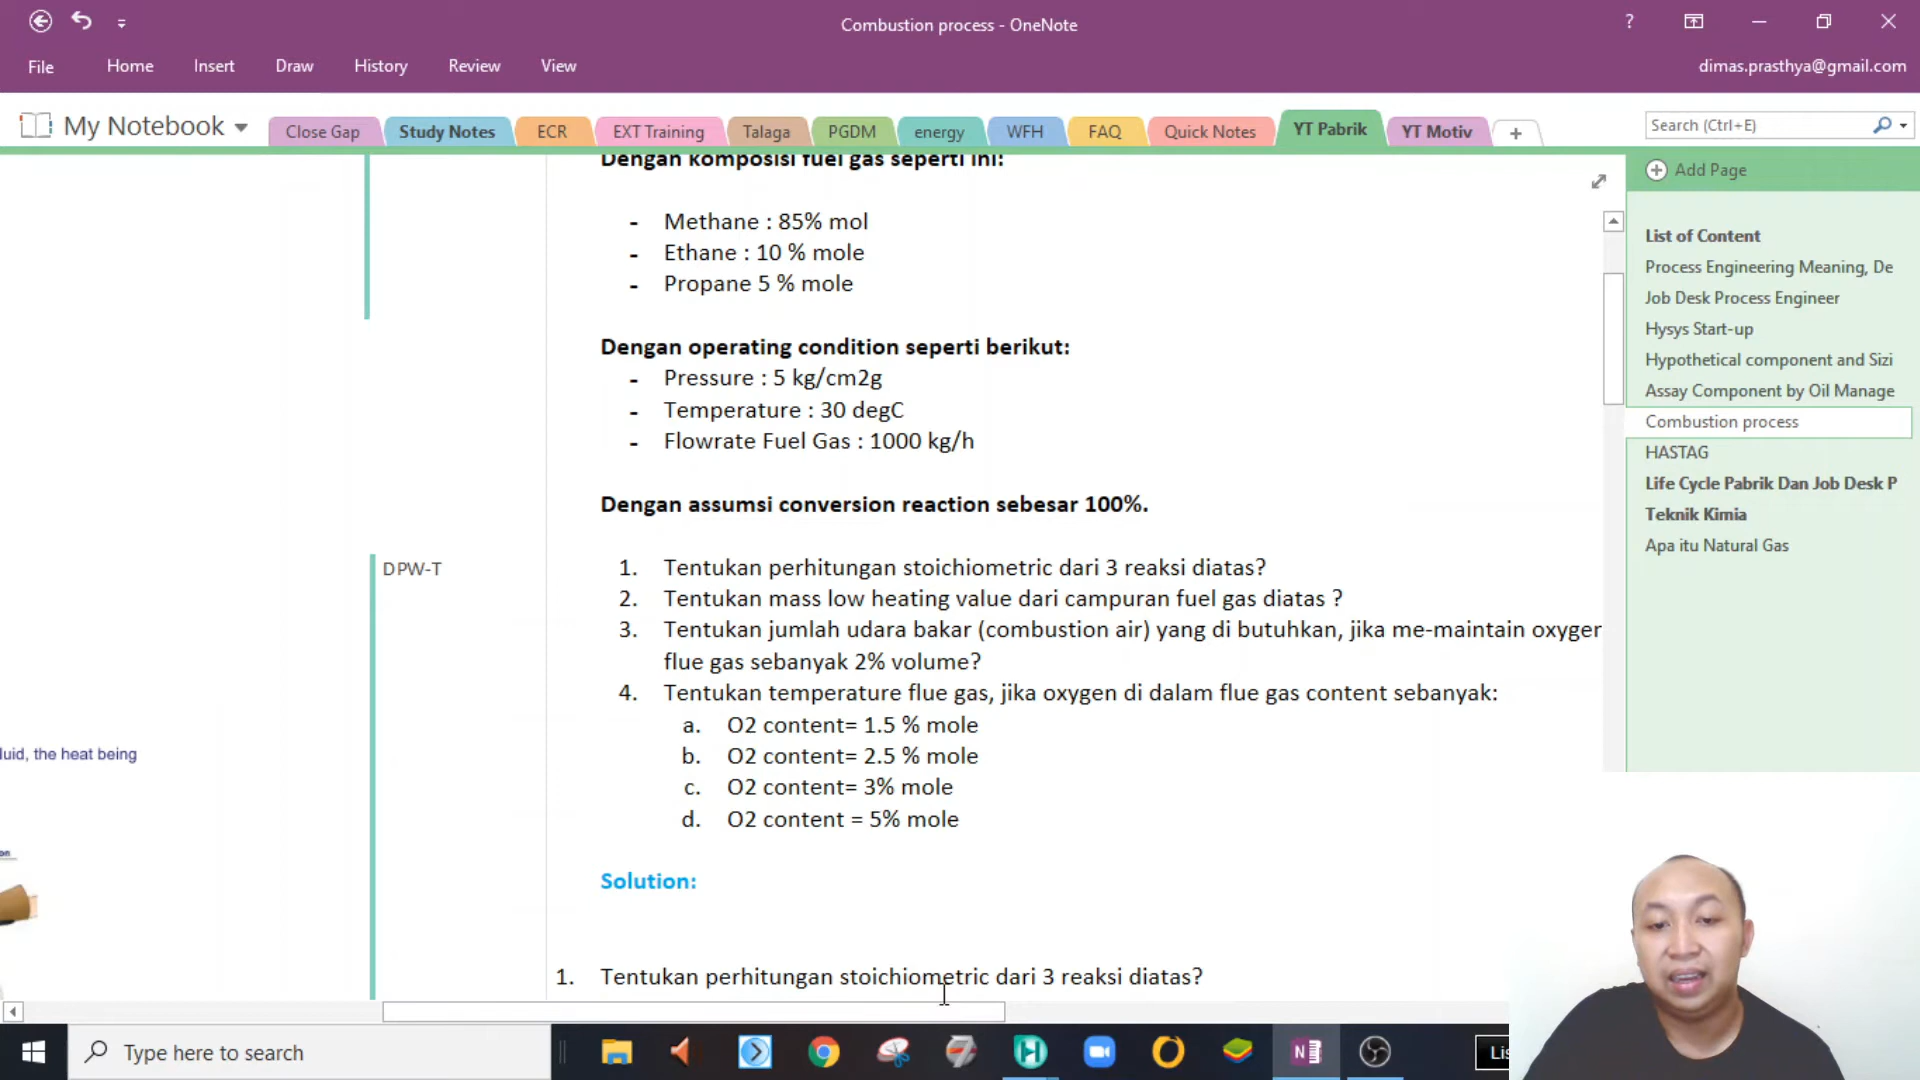 Combustion process - OneNote
?
File
Home
Insert
Draw
History
Review
View
dimas.prasthya@gmail.com
My Notebook
Close Gap
Study Notes
ECR
EXT Training
Talaga
PGDM
energy
WFH
FAQ
Quick Notes
YT Pabrik
YT Motiv
+
Search (Ctrl+E)
Dengan komposisi fuel gas seperti ini:
- Methane : 85% mol
- Ethane : 10 % mole
- Propane 5 % mole
Dengan operating condition seperti berikut:
- Pressure : 5 kg/cm2g
- Temperature : 30 degC
- Flowrate Fuel Gas : 1000 kg/h
Dengan assumsi conversion reaction sebesar 100%.
DPW-T
1. Tentukan perhitungan stoichiometric dari 3 reaksi diatas?
2. Tentukan mass low heating value dari campuran fuel gas diatas ?
3. Tentukan jumlah udara bakar (combustion air) yang di butuhkan, jika me-maintain oxyger
flue gas sebanyak 2% volume?
4. Tentukan temperature flue gas, jika oxygen di dalam flue gas content sebanyak:
a. O2 content= 1.5 % mole
b. O2 content= 2.5 % mole
c. O2 content= 3% mole
d. O2 content = 5% mole
luid, the heat being
on
Solution:
1. Tentukan perhitungan stoichiometric dari 3 reaksi diatas?
Add Page
List of Content
Process Engineering Meaning, De
Job Desk Process Engineer
Hysys Start-up
Hypothetical component and Sizi
Assay Component by Oil Manage
Combustion process
HASTAG
Life Cycle Pabrik Dan Job Desk P
Teknik Kimia
Apa itu Natural Gas
Type here to search
N
Lis